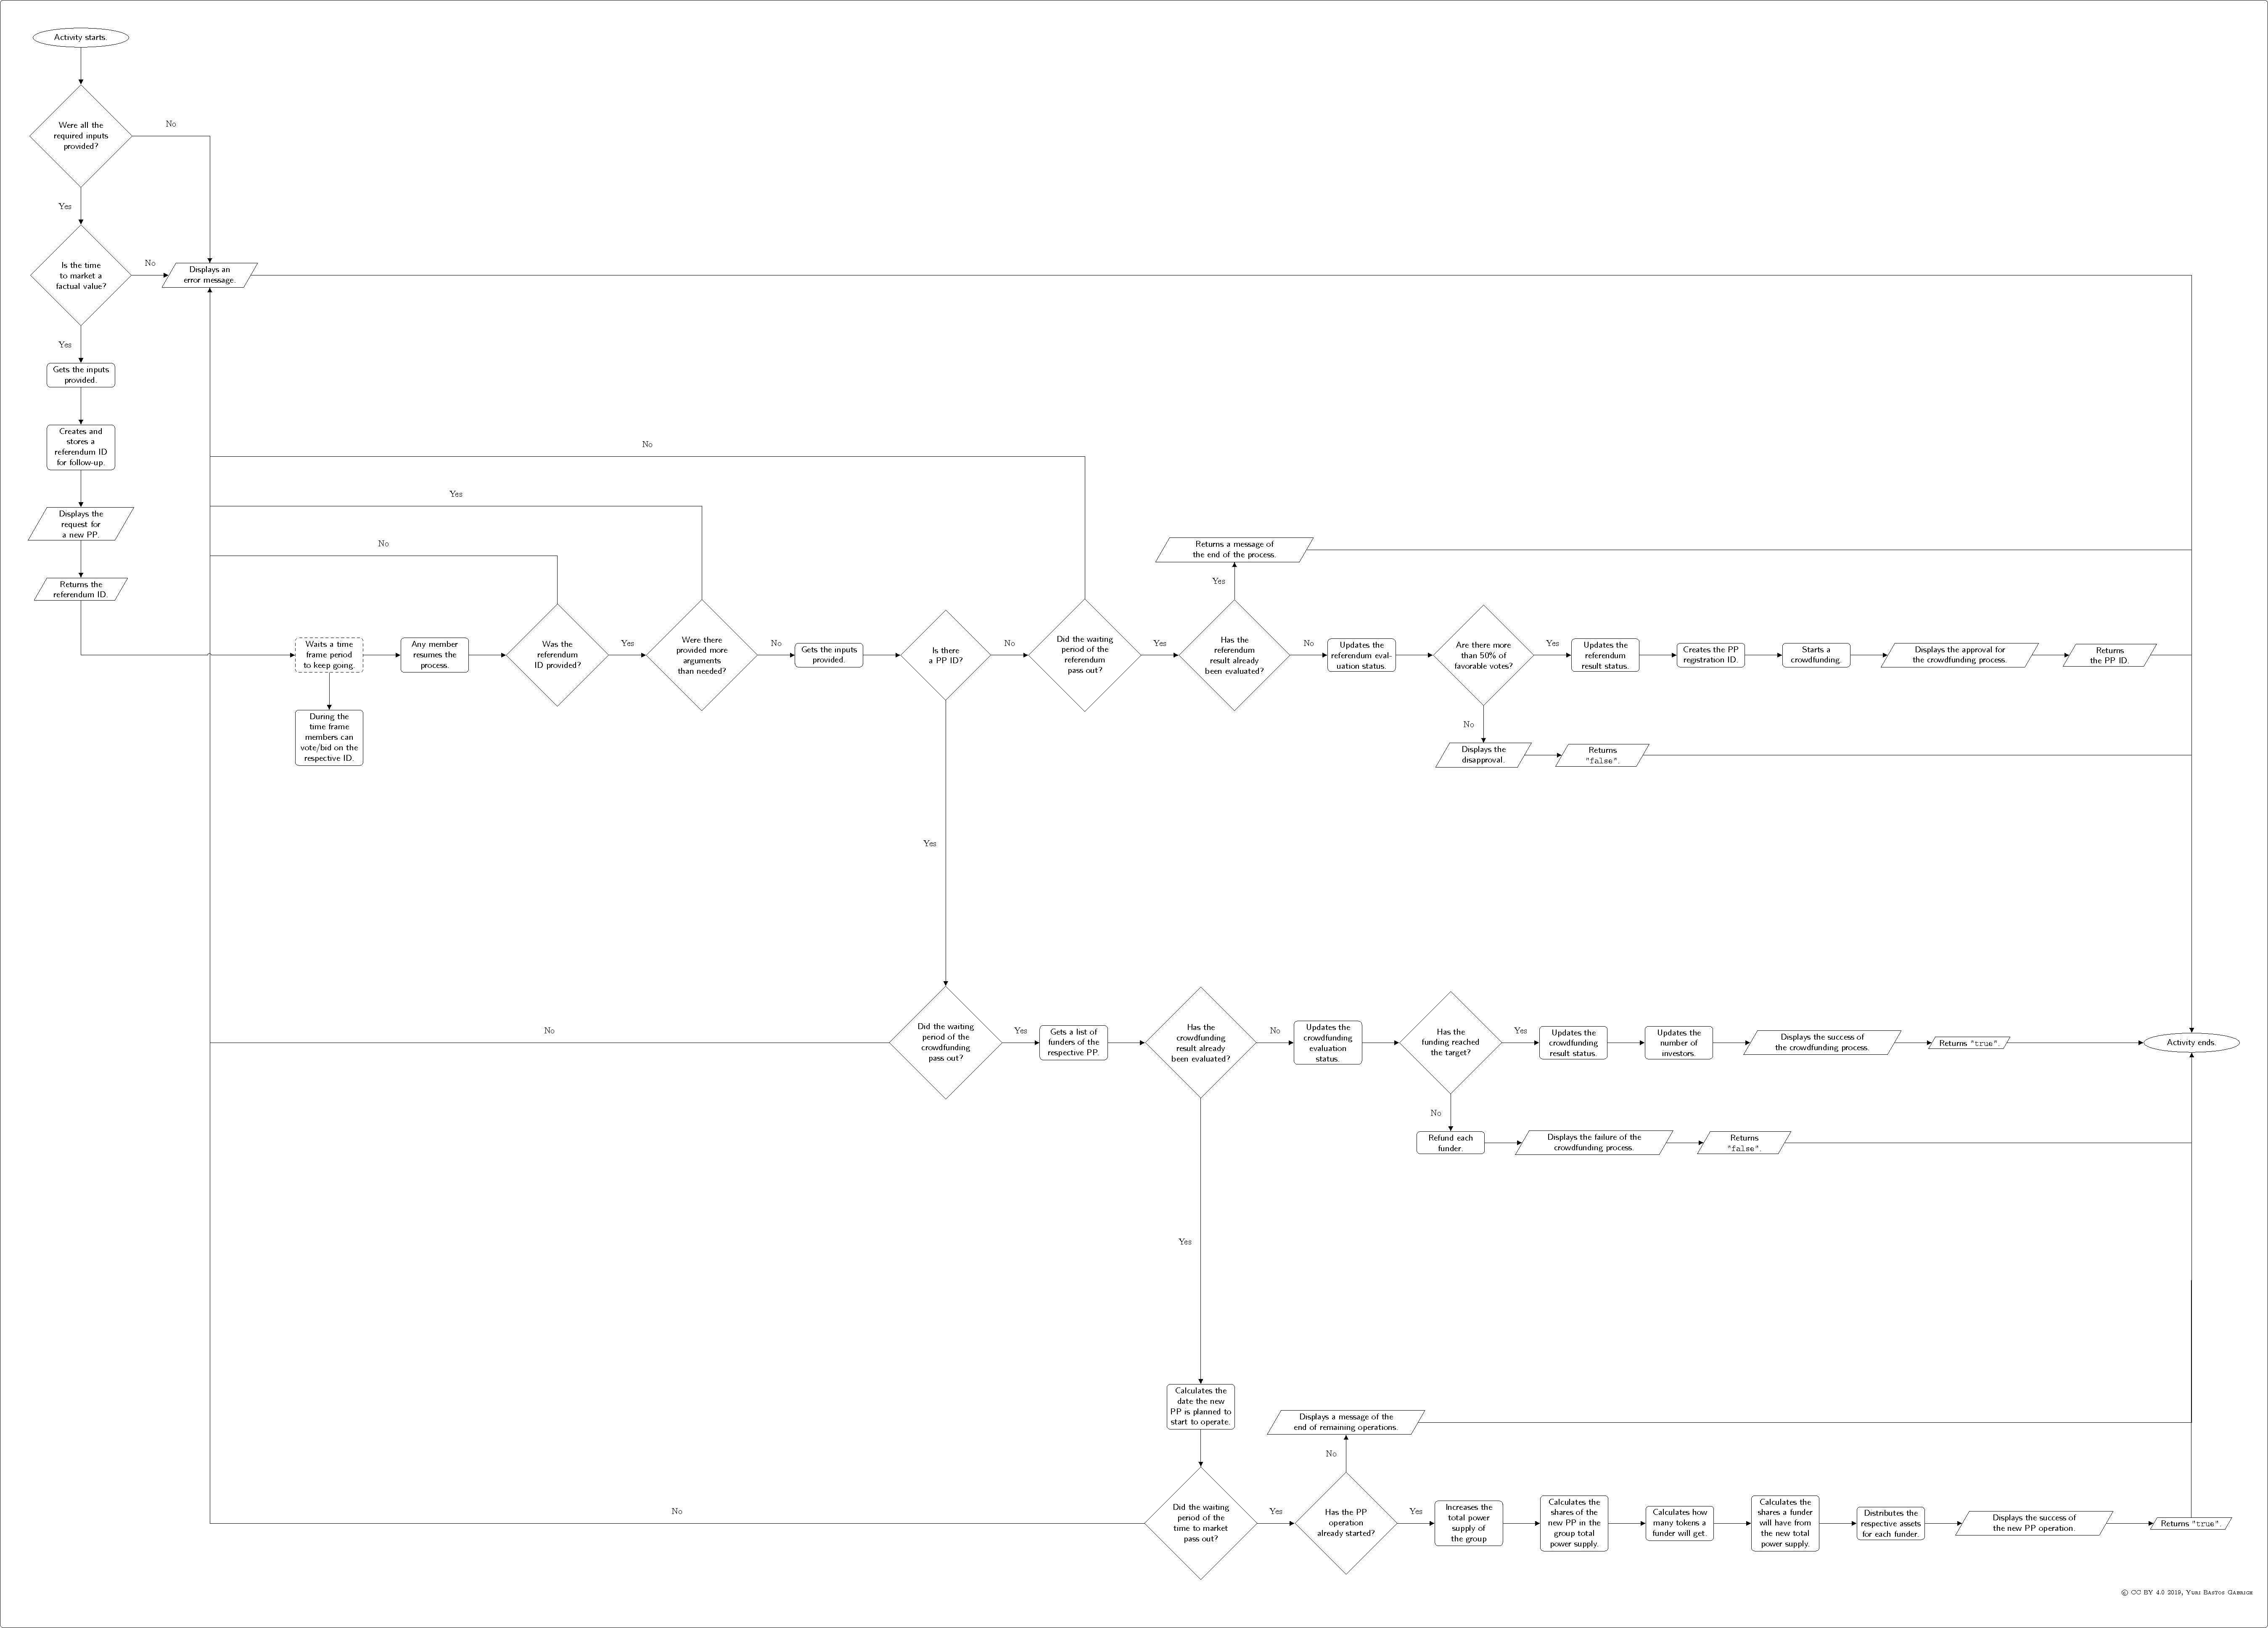 Activity starts.
Were all the
required inputs
provided?
No
Yes
Is the time
to market a
factual value?
No
Displays an
error message.
Yes
Gets the inputs
provided.
Creates and
stores a
referendum ID
for follow-up.
No
Displays the
request for
a new PP.
Yes
No
Returns the
referendum ID.
Waits a time
frame period
to keep going.
During the
time frame
members can
vote/bid on the
respective ID.
Any member
resumes the
process.
Was the
referendum
ID provided?
Yes
Were there
provided more
arguments
than needed?
No
Gets the inputs
provided.
Is there
a PP ID?
No
Did the waiting
period of the
referendum
pass out?
Yes
Has the
referendum
result already
been evaluated?
Yes
Returns a message of
the end of the process.
No
Updates the
referendum eval-
uation status.
Are there more
than 50% of
favorable votes?
Yes
Updates the
referendum
result status.
Creates the PP
registration ID.
Starts a
crowdfunding.
Displays the approval for
the crowdfunding process.
Returns
the PP ID.
No
Displays the
disapproval.
Returns
"false".
Yes
No
Did the waiting
period of the
crowdfunding
pass out?
Yes
Gets a list of
funders of the
respective PP.
Has the
crowdfunding
result already
been evaluated?
No
Updates the
crowdfunding
evaluation
status.
Has the
funding reached
the target?
Yes
Updates the
crowdfunding
result status.
Updates the
number of
investors.
Displays the success of
the crowdfunding process.
Returns "true".
Activity ends.
No
Refund each
funder.
Displays the failure of the
crowdfunding process.
Returns
"false".
Yes
Calculates the
date the new
PP is planned to
start to operate.
Displays a message of the
end of remaining operations.
No
No
Did the waiting
period of the
time to market
pass out?
Yes
Has the PP
operation
already started?
Yes
Increases the
total power
supply of
the group
Calculates the
shares of the
new PP in the
group total
power supply.
Calculates how
many tokens a
funder will get.
Calculates the
shares a funder
will have from
the new total
power supply.
Distributes the
respective assets
for each funder.
Displays the success of
the new PP operation.
Returns "true".
© CC BY 4.0 2019, Yuri Bastos Gabrich